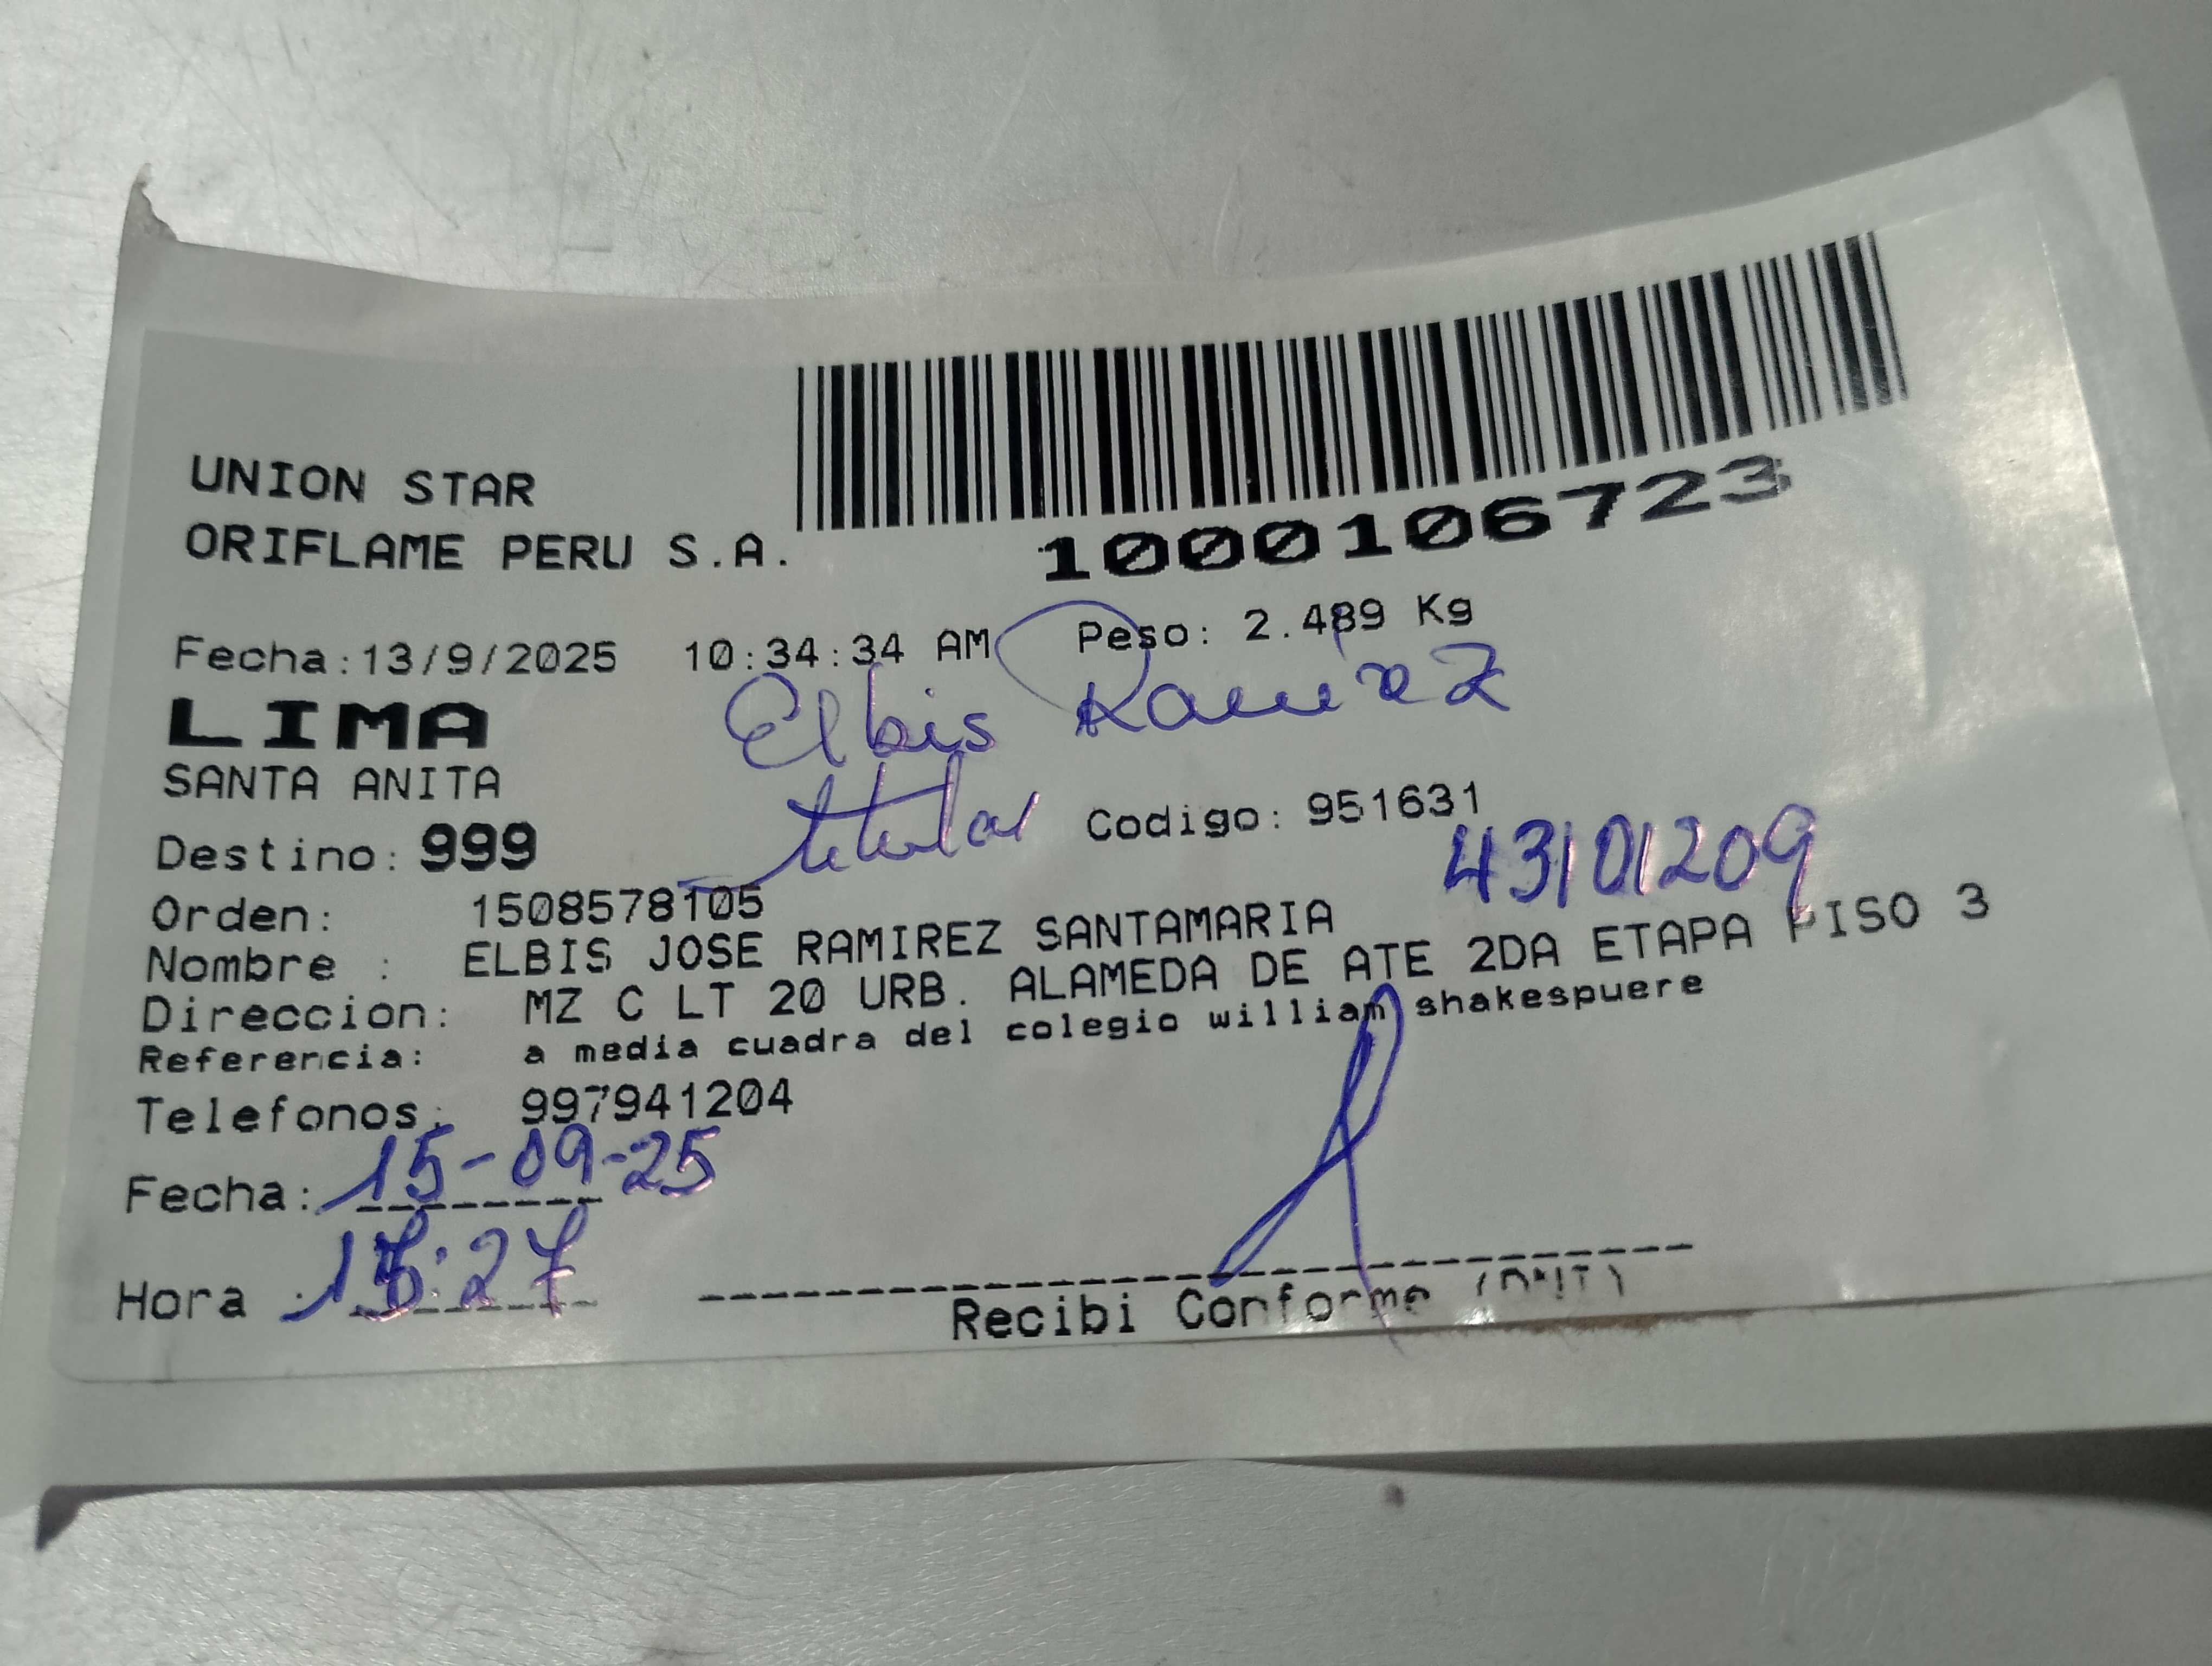 UNION STAR
ORIFLAME PERU S.A.
1000106723
Fecha:13/9/2025 10:34:34 AM Peso: 2.489 Kg
LIMA
Elbis Ramirez
SANTA ANITA
titular
Codigo: 951631
Destino: 999
43101209
Orden: 1508578105
Nombre : ELBIS JOSE RAMIREZ SANTAMARIA
Direccion: MZ C LT 20 URB. ALAMEDA DE ATE 2DA ETAPA PISO 3
Referencia: a media cuadra del colegio william shakespuere
Telefonos: 997941204
Fecha: 15-09-25
Hora :
Recibi Conforme